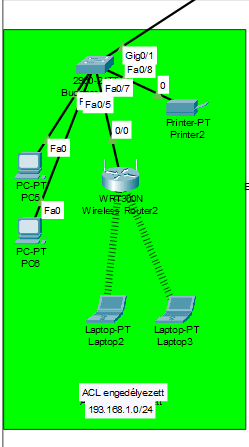 Gig0/1
Fa0/8
Fa0/7
0
Fa0/5
Printer-PT
Printer2
0/0
Fa0
PC-PT
PC5
WRT300N
Wireless Router2
Fa0
PC-PT
PC6
Laptop-PT
Laptop2
Laptop-PT
Laptop3
ACL engedélyezett
193.168.1.0/24